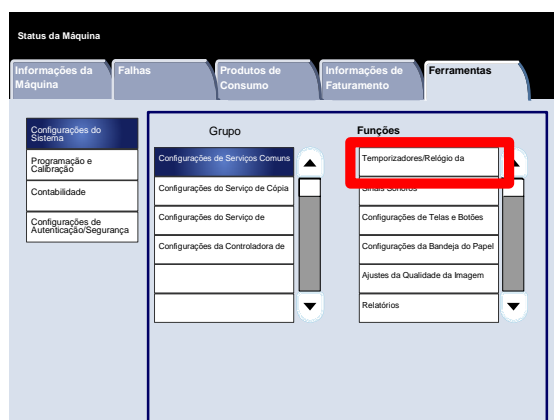 Status da Máquina
Informações da
Máquina
Falhas
Produtos de
Consumo
Informações de
Faturamento
Ferramentas
Configurações do
Sistema
Programação e
Calibração
Contabilidade
Configurações de
Autenticação/Segurança
Grupo
Configurações de Serviços Comuns
Configurações do Serviço de Cópia
Configurações do Serviço de
Configurações da Controladora de
Funções
Temporizadores/Relógio da
Sinais Sonoros
Configurações de Telas e Botões
Configurações da Bandeja do Papel
Ajustes da Qualidade da Imagem
Relatórios